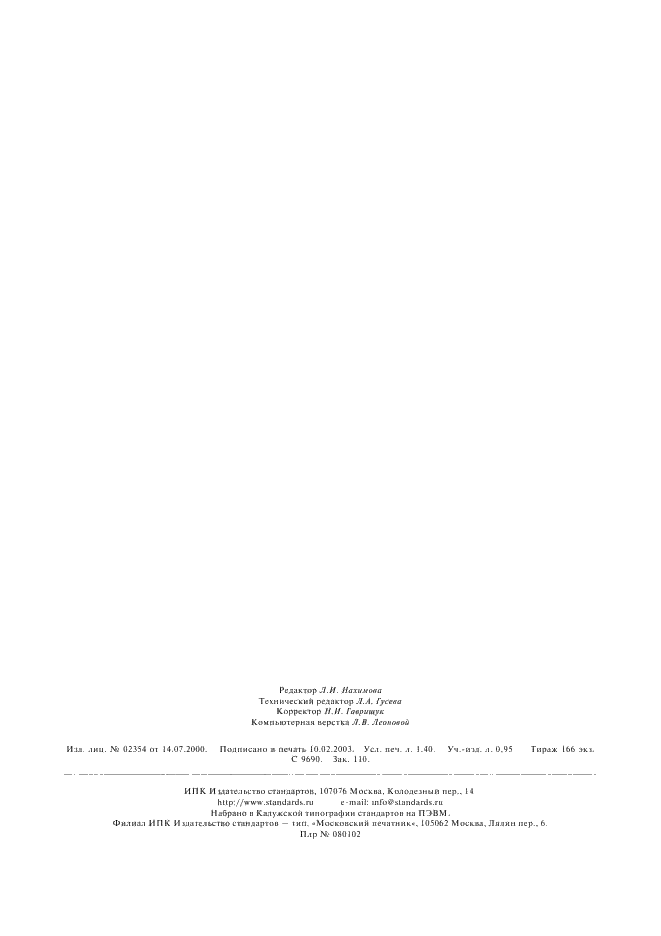 Редактор Л.И. Нахимова
Технический редактор Л.А. Гусева
Корректор Н.И. Гаврищук
Компьютерная верстка Л.В. Леоновой
Изд. лиц. № 02354 от 14.07.2000. Подписано в печать 10.02.2003. Усл. печ. л. 1.40. Уч.-изд. л. 0,95 Тираж 166 экз.
С 9690. Зак. 110.
ИПК Издательство стандартов, 107076 Москва, Колодезный пер., 14
http://www.standards.ru e-mail: info@standards.ru
Набрано в Калужской типографии стандартов на ПЭВМ.
Филиал ИПК Издательство стандартов — тип. «Московский печатник», 105062 Москва, Лялин пер., 6.
Плр № 080102